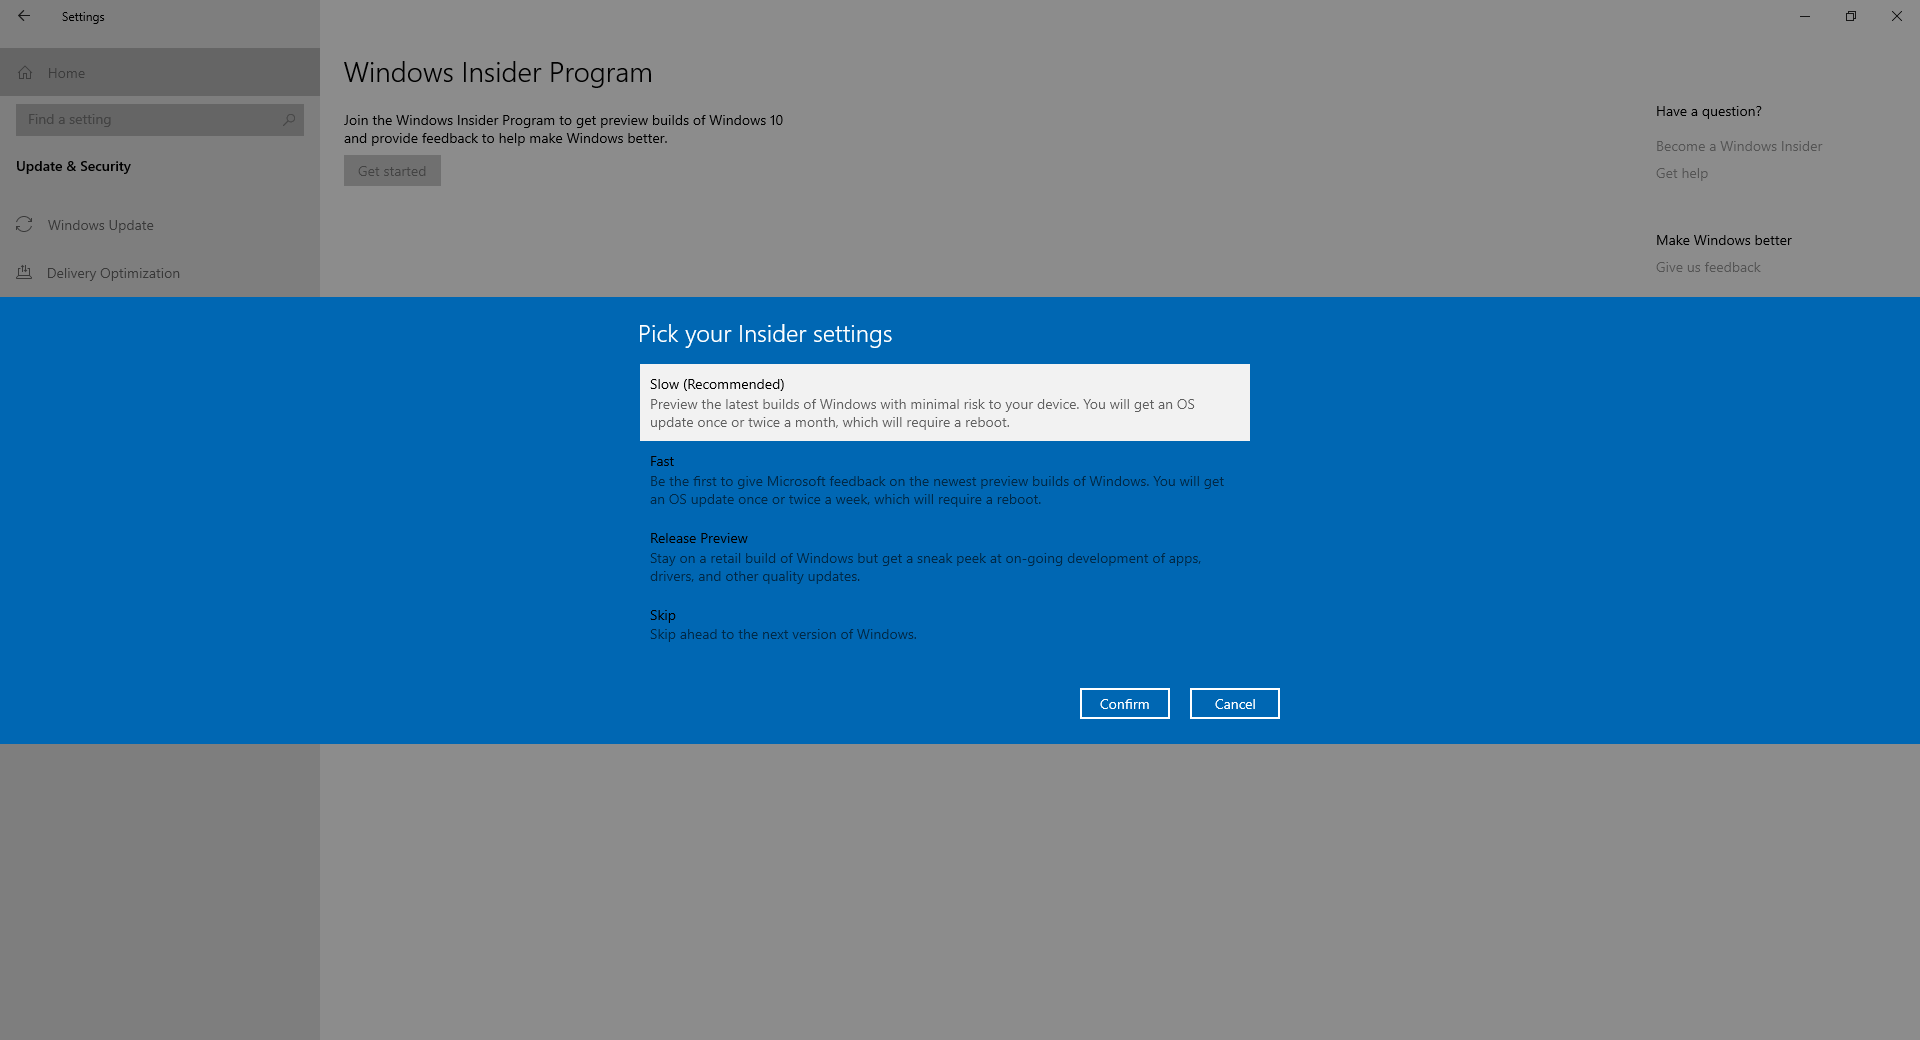 Settings
Home
Find a setting
Update & Security
Windows Update
Delivery Optimization
Windows Insider Program
Join the Windows Insider Program to get preview builds of Windows 10
and provide feedback to help make Windows better.
Get started
Have a question?
Become a Windows Insider
Get help
Make Windows better
Give us feedback
Pick your Insider settings
Slow (Recommended)
Preview the latest builds of Windows with minimal risk to your device. You will get an OS
update once or twice a month, which will require a reboot.
Fast
Be the first to give Microsoft feedback on the newest preview builds of Windows. You will get
an OS update once or twice a week, which will require a reboot.
Release Preview
Stay on a retail build of Windows but get a sneak peek at on-going development of apps,
drivers, and other quality updates.
Skip
Skip ahead to the next version of Windows.
Confirm
Cancel